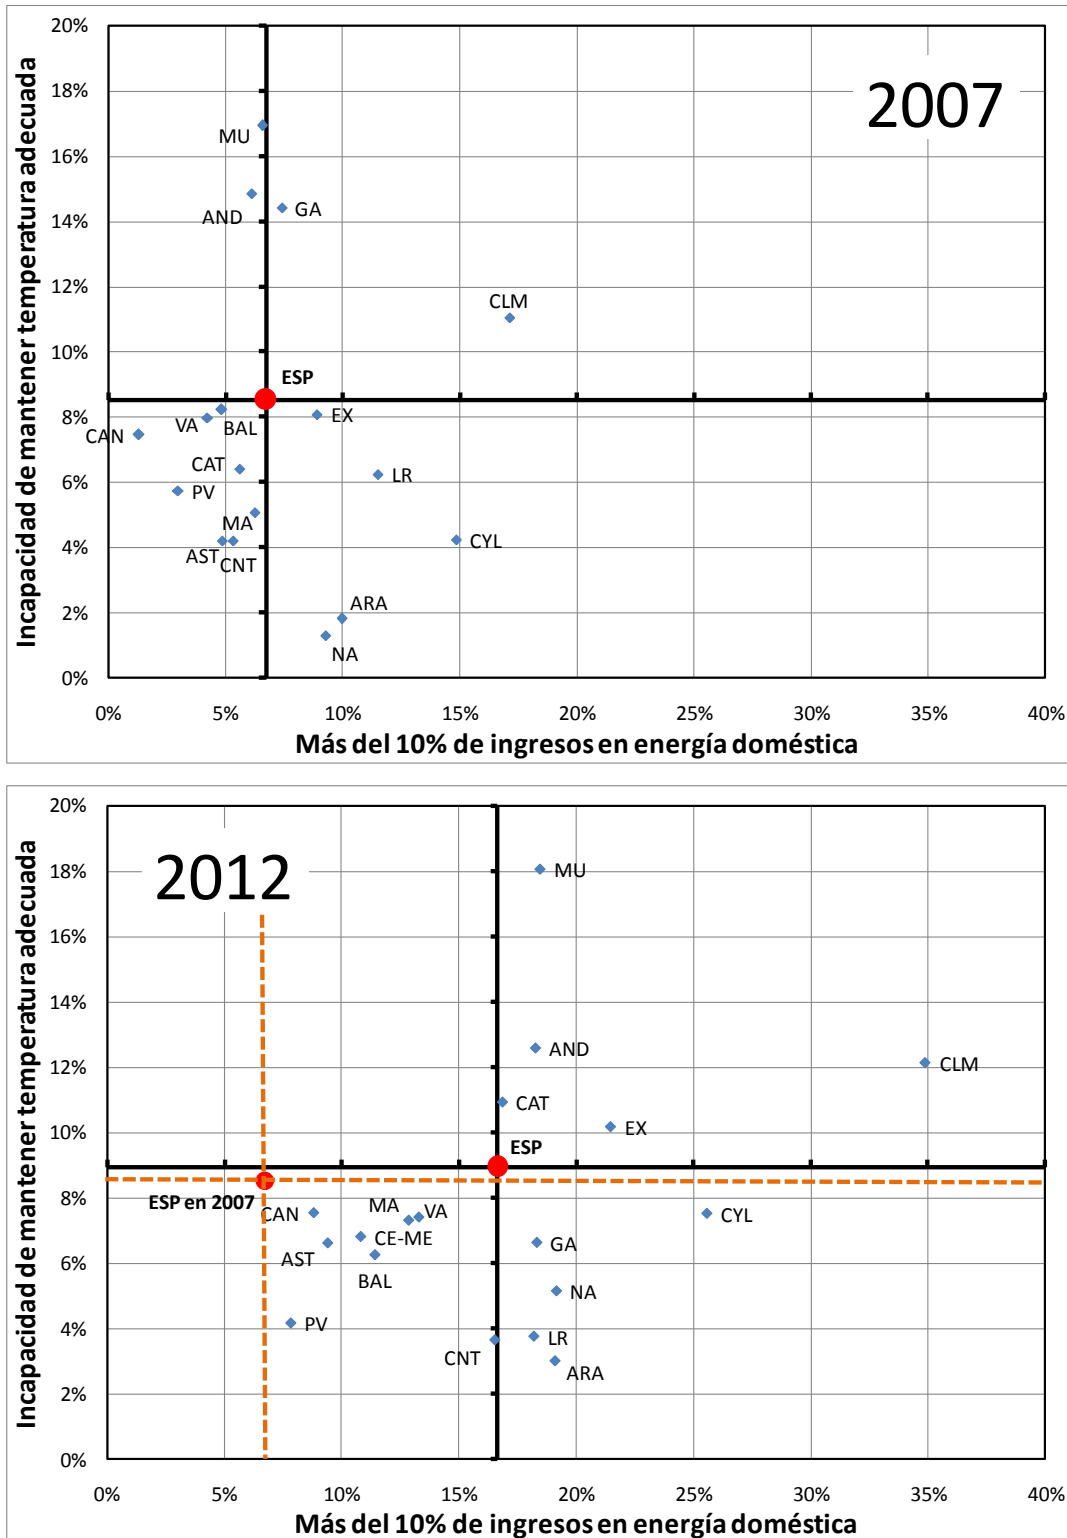 20%
18%
16%
14%
12%
10%
8%
6%
4%
2%
0%
Incapacidad de mantener temperatura adecuada
2007
MU
AND
GA
CLM
ESP
VA
BAL
EX
CAN
CAT
LR
PV
MA
AST
CNT
CYL
ARA
NA
0% 5% 10% 15% 20% 25% 30% 35% 40%
Más del 10% de ingresos en energía doméstica
20%
18%
16%
14%
12%
10%
8%
6%
4%
2%
0%
Incapacidad de mantener temperatura adecuada
2012
MU
AND
CLM
CAT
EX
ESP
ESP en 2007
CAN
MA
VA
CYL
CE-ME
AST
BAL
GA
NA
PV
CNT
LR
ARA
0% 5% 10% 15% 20% 25% 30% 35% 40%
Más del 10% de ingresos en energía doméstica